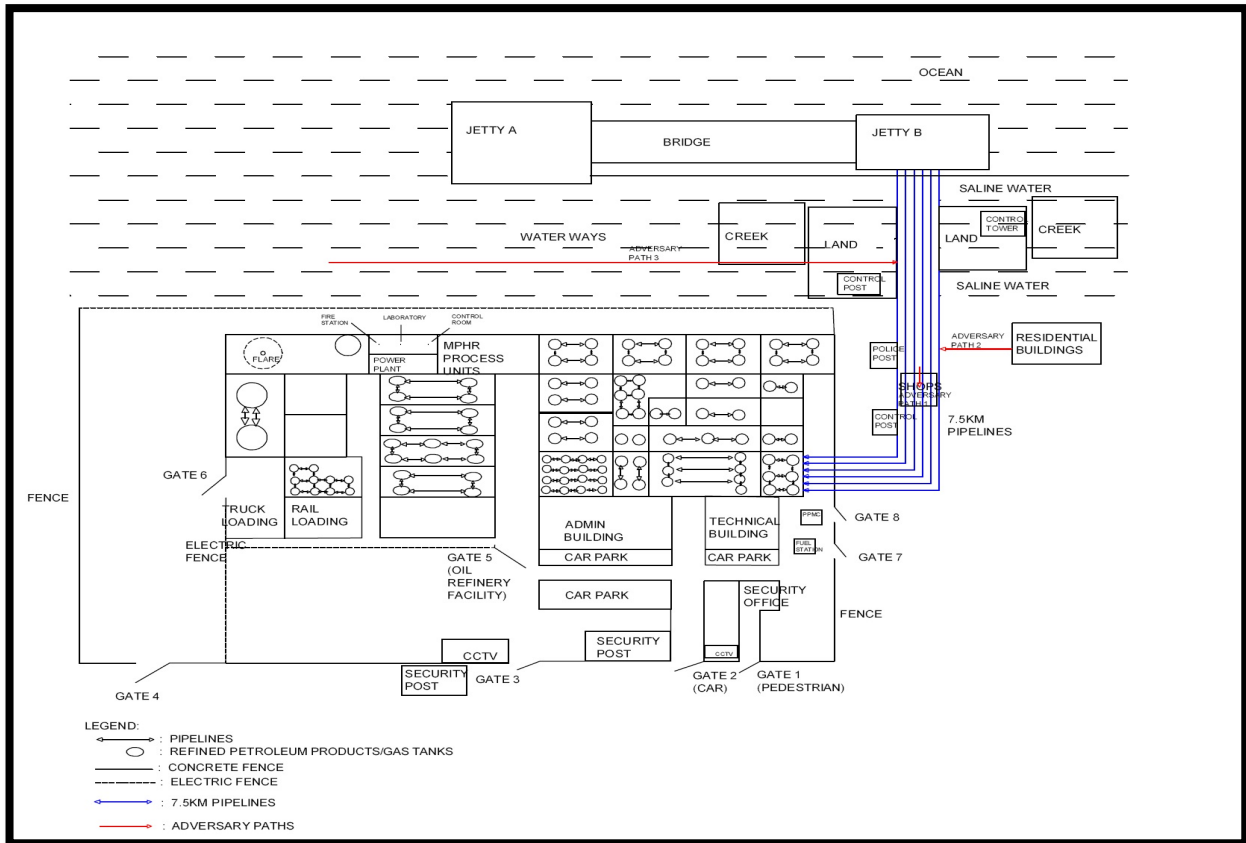 OCEAN
JETTY A
BRIDGE
JETTY B
SALINE WATER
CREEK
LAND
CONTROL
TOWER
LAND
CREEK
WATER WAYS
ADVERSARY
PATH 3
CONTROL
POST
SALINE WATER
FIRE
STATION
LABORATORY
CONTROL
ROOM
FLARE
POWER
PLANT
MPHR
PROCESS
UNITS
POLICE
POST
ADVERSARY
PATH 2
RESIDENTIAL
BUILDINGS
SHOPS
ADVERSARY
PATH 1
CONTROL
POST
7.5KM
PIPELINES
GATE 6
FENCE
TRUCK
LOADING
RAIL
LOADING
ELECTRIC
FENCE
ADMIN
BUILDING
CAR PARK
TECHNICAL
BUILDING
CAR PARK
PPMC
GATE 8
FUEL
STATION
GATE 7
GATE 5
(OIL
REFINERY
FACILITY)
CAR PARK
SECURITY
OFFICE
FENCE
SECURITY
POST
CCTV
CCTV
SECURITY
POST
GATE 3
GATE 2
(CAR)
GATE 1
(PEDESTRIAN)
GATE 4
LEGEND:
: PIPELINES
: REFINED PETROLEUM PRODUCTS/GAS TANKS
: CONCRETE FENCE
: ELECTRIC FENCE
: 7.5KM PIPELINES
: ADVERSARY PATHS